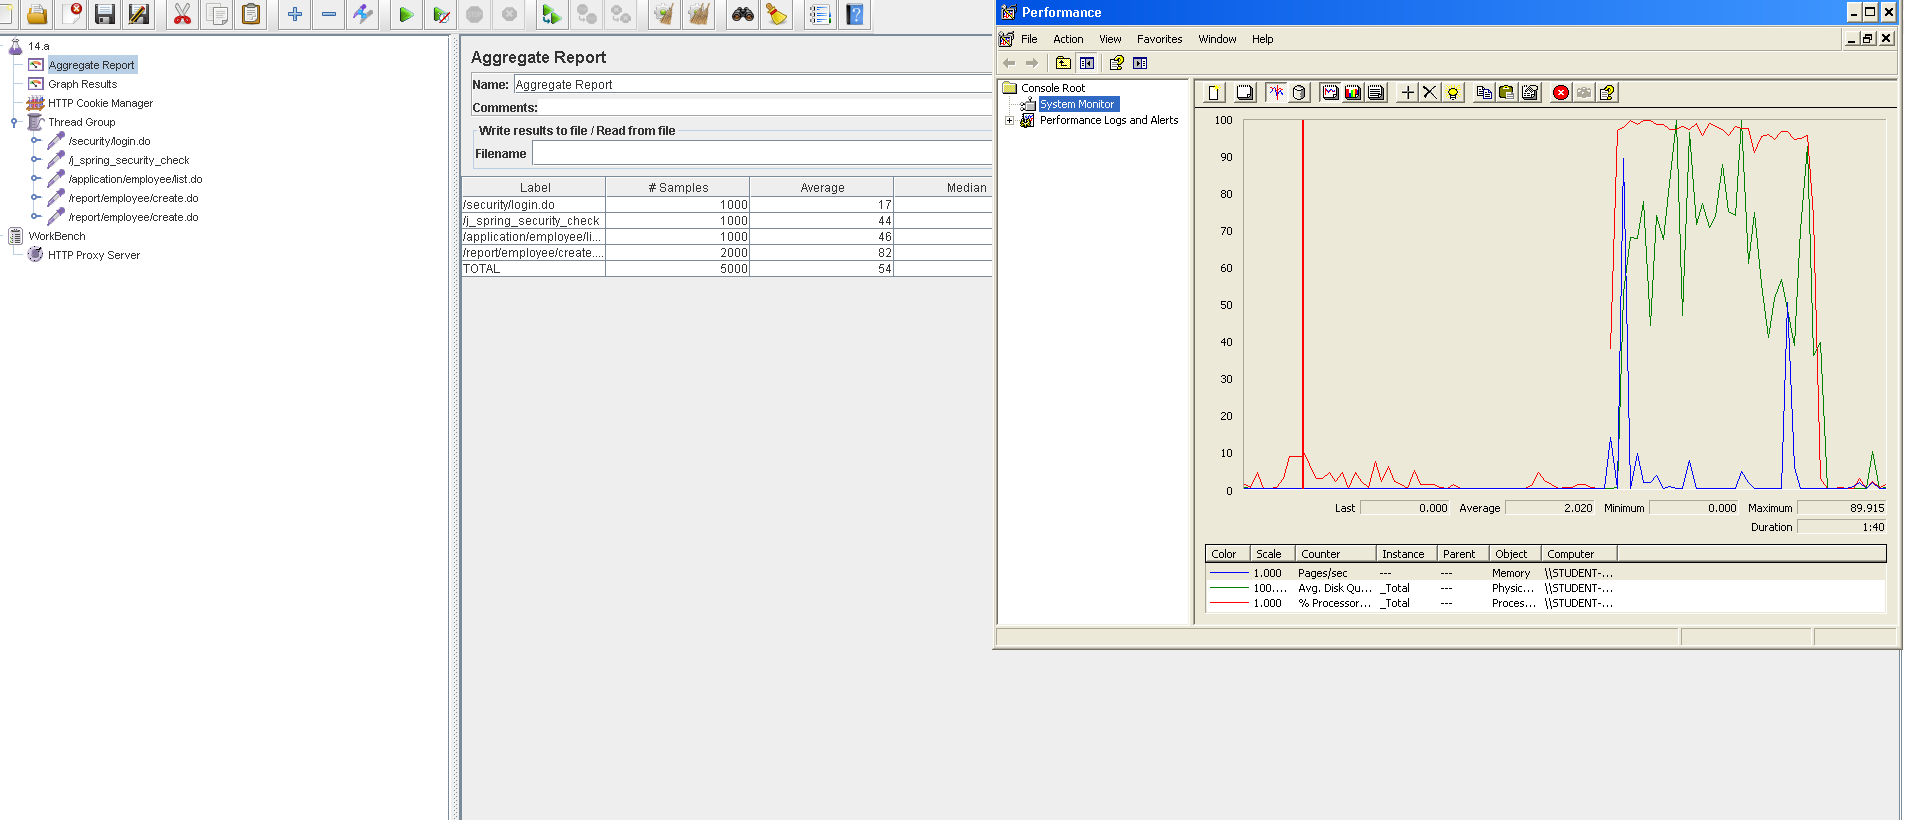 14.a
Aggregate Report
Graph Results
HTTP Cookie Manager
Thread Group
/security/login.do
/j_spring_security_check
/application/employee/list.do
/report/employee/create.do
/report/employee/create.do
WorkBench
HTTP Proxy Server
Aggregate Report
Name: Aggregate Report
Comments:
Write results to file / Read from file
Filename
Label # Samples Average Median
/security/login.do 1000 17
/j_spring_security_check 1000 44
/application/employee/li... 1000 46
/report/employee/create.... 2000 82
TOTAL 5000 54
Performance
File Action View Favorites Window Help
Console Root
System Monitor
Performance Logs and Alerts
100
90
80
70
60
50
40
30
20
10
0
Last 0.000 Average 2.020 Minimum 0.000 Maximum 89.915
Duration 1:40
Color Scale Counter Instance Parent Object Computer
1.000 Pages/sec --- --- Memory \\STUDENT-...
100.... Avg. Disk Qu... _Total --- Physic... \\STUDENT-...
1.000 % Processor... _Total --- Proces... \\STUDENT-...